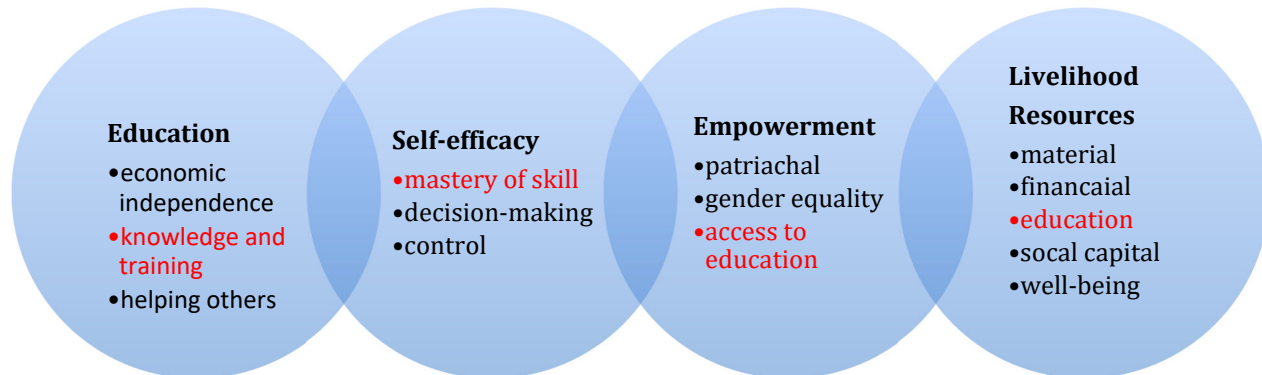 Education
•economic
independence
•knowledge and
training
•helping others
Self-efficacy
•mastery of skill
•decision-making
•control
Empowerment
•patriachal
•gender equality
•access to
education
Livelihood
Resources
•material
•financaial
•education
•socal capital
•well-being